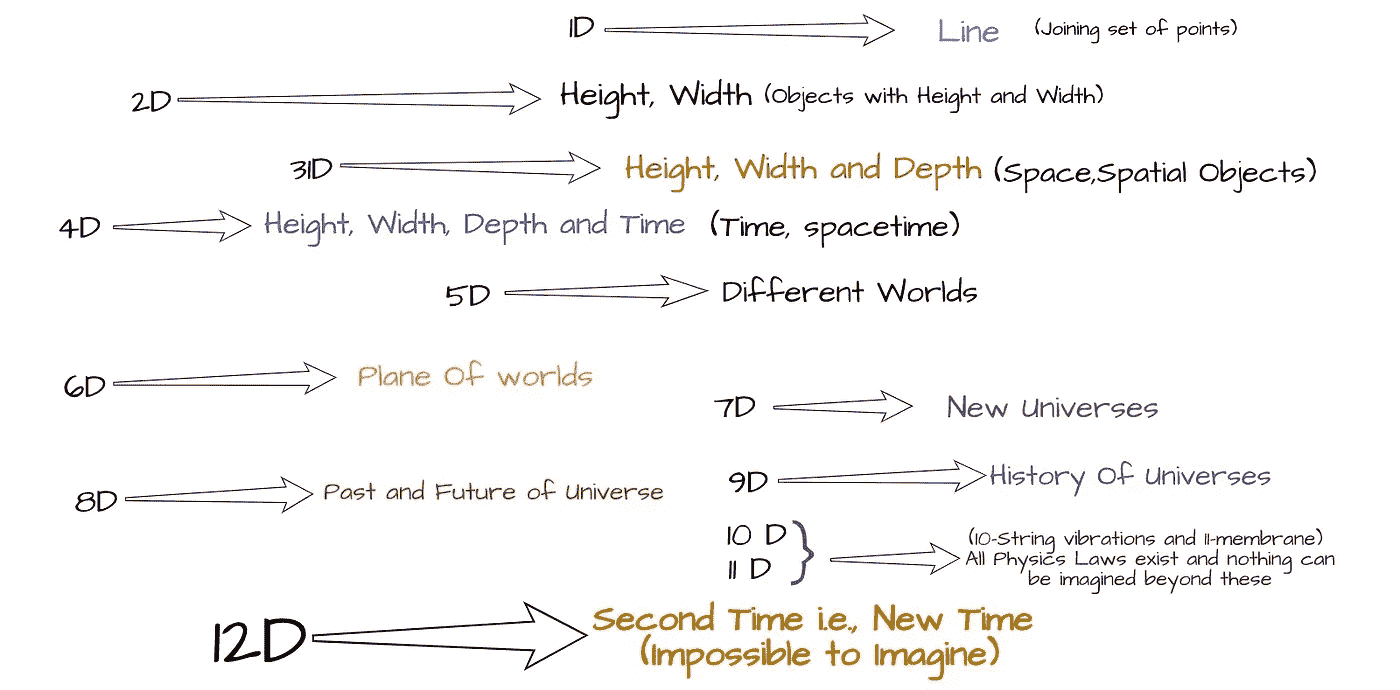 1D Line (Joining set of points)
2D Height, Width (Objects with Height and Width)
3D Height, Width and Depth (Space,Spatial Objects)
4D Height, Width, Depth and Time (Time, spacetime)
5D Different Worlds
6D Plane Of worlds
7D New Universes
8D Past and Future of Universe
9D History Of Universes
10 D
11 D
(10-String vibrations and 11-membrane)
All Physics Laws exist and nothing can
be imagined beyond these
12D Second Time i.e., New Time
(Impossible to Imagine)